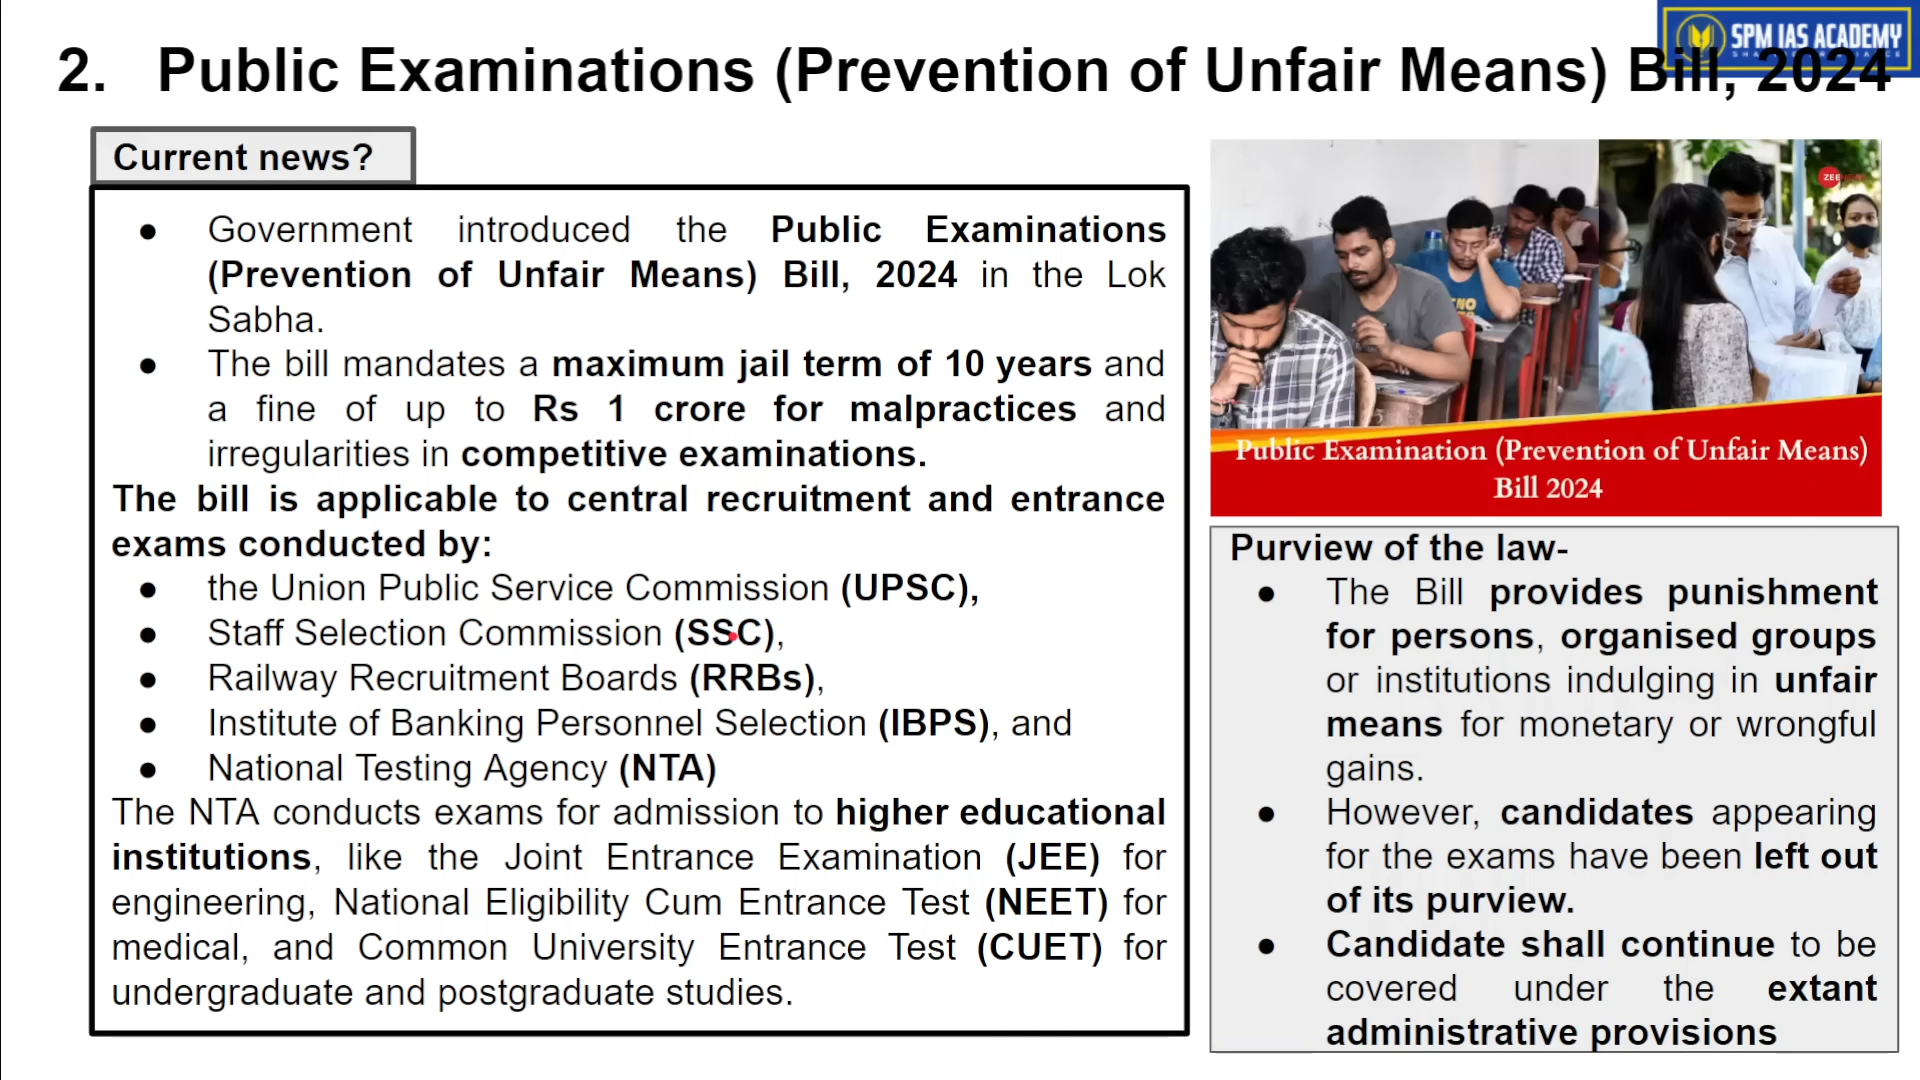 SPM IAS ACADEMY
2. Public Examinations (Prevention of Unfair Means) Bill, 2024
Current news?
● Government introduced the Public Examinations
(Prevention of Unfair Means) Bill, 2024 in the Lok
Sabha.
● The bill mandates a maximum jail term of 10 years and
a fine of up to Rs 1 crore for malpractices and
irregularities in competitive examinations.
The bill is applicable to central recruitment and entrance
exams conducted by:
● the Union Public Service Commission (UPSC),
● Staff Selection Commission (SSC),
● Railway Recruitment Boards (RRBs),
● Institute of Banking Personnel Selection (IBPS), and
● National Testing Agency (NTA)
The NTA conducts exams for admission to higher educational
institutions, like the Joint Entrance Examination (JEE) for
engineering, National Eligibility Cum Entrance Test (NEET) for
medical, and Common University Entrance Test (CUET) for
undergraduate and postgraduate studies.
ZEE
Public Examination (Prevention of Unfair Means)
Bill 2024
Purview of the law-
● The Bill provides punishment
for persons, organised groups
or institutions indulging in unfair
means for monetary or wrongful
gains.
● However, candidates appearing
for the exams have been left out
of its purview.
● Candidate shall continue to be
covered under the extant
administrative provisions